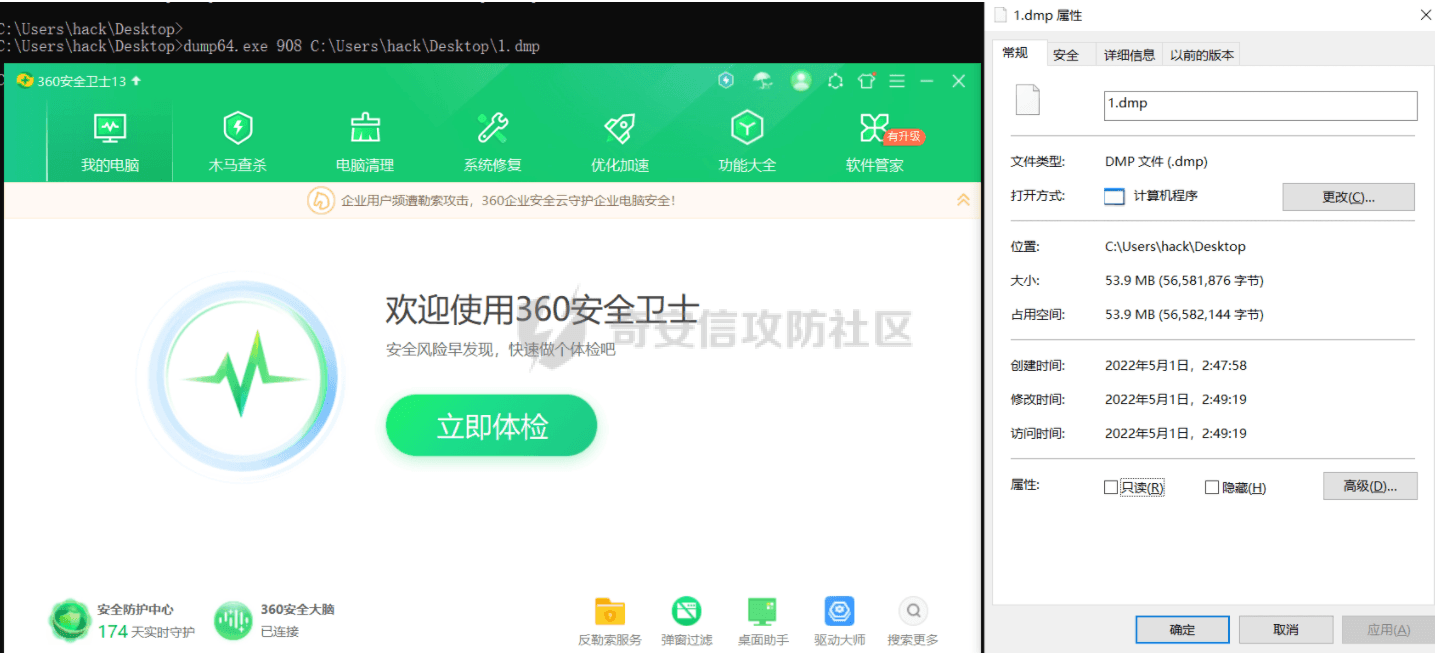 C:\Users\hack\Desktop>
C:\Users\hack\Desktop>dump64.exe 908 C:\Users\hack\Desktop\1.dmp
360安全卫士13
我的电脑
木马查杀
电脑清理
系统修复
优化加速
功能大全
软件管家
有升级
企业用户频遭勒索攻击，360企业安全云守护企业电脑安全！
欢迎使用360安全卫士
安全风险早发现，快速做个体检吧
立即体检
奇安信攻防社区
安全防护中心
174 天实时守护
360安全大脑
已连接
反勒索服务
弹窗过滤
桌面助手
驱动大师
搜索更多
1.dmp 属性
常规
安全
详细信息
以前的版本
1.dmp
文件类型:
DMP 文件 (.dmp)
打开方式:
计算机程序
更改(C)...
位置:
C:\Users\hack\Desktop
大小:
53.9 MB (56,581,876 字节)
占用空间:
53.9 MB (56,582,144 字节)
创建时间:
2022年5月1日，2:47:58
修改时间:
2022年5月1日，2:49:19
访问时间:
2022年5月1日，2:49:19
属性:
只读(R)
隐藏(H)
高级(D)...
确定
取消
应用(A)